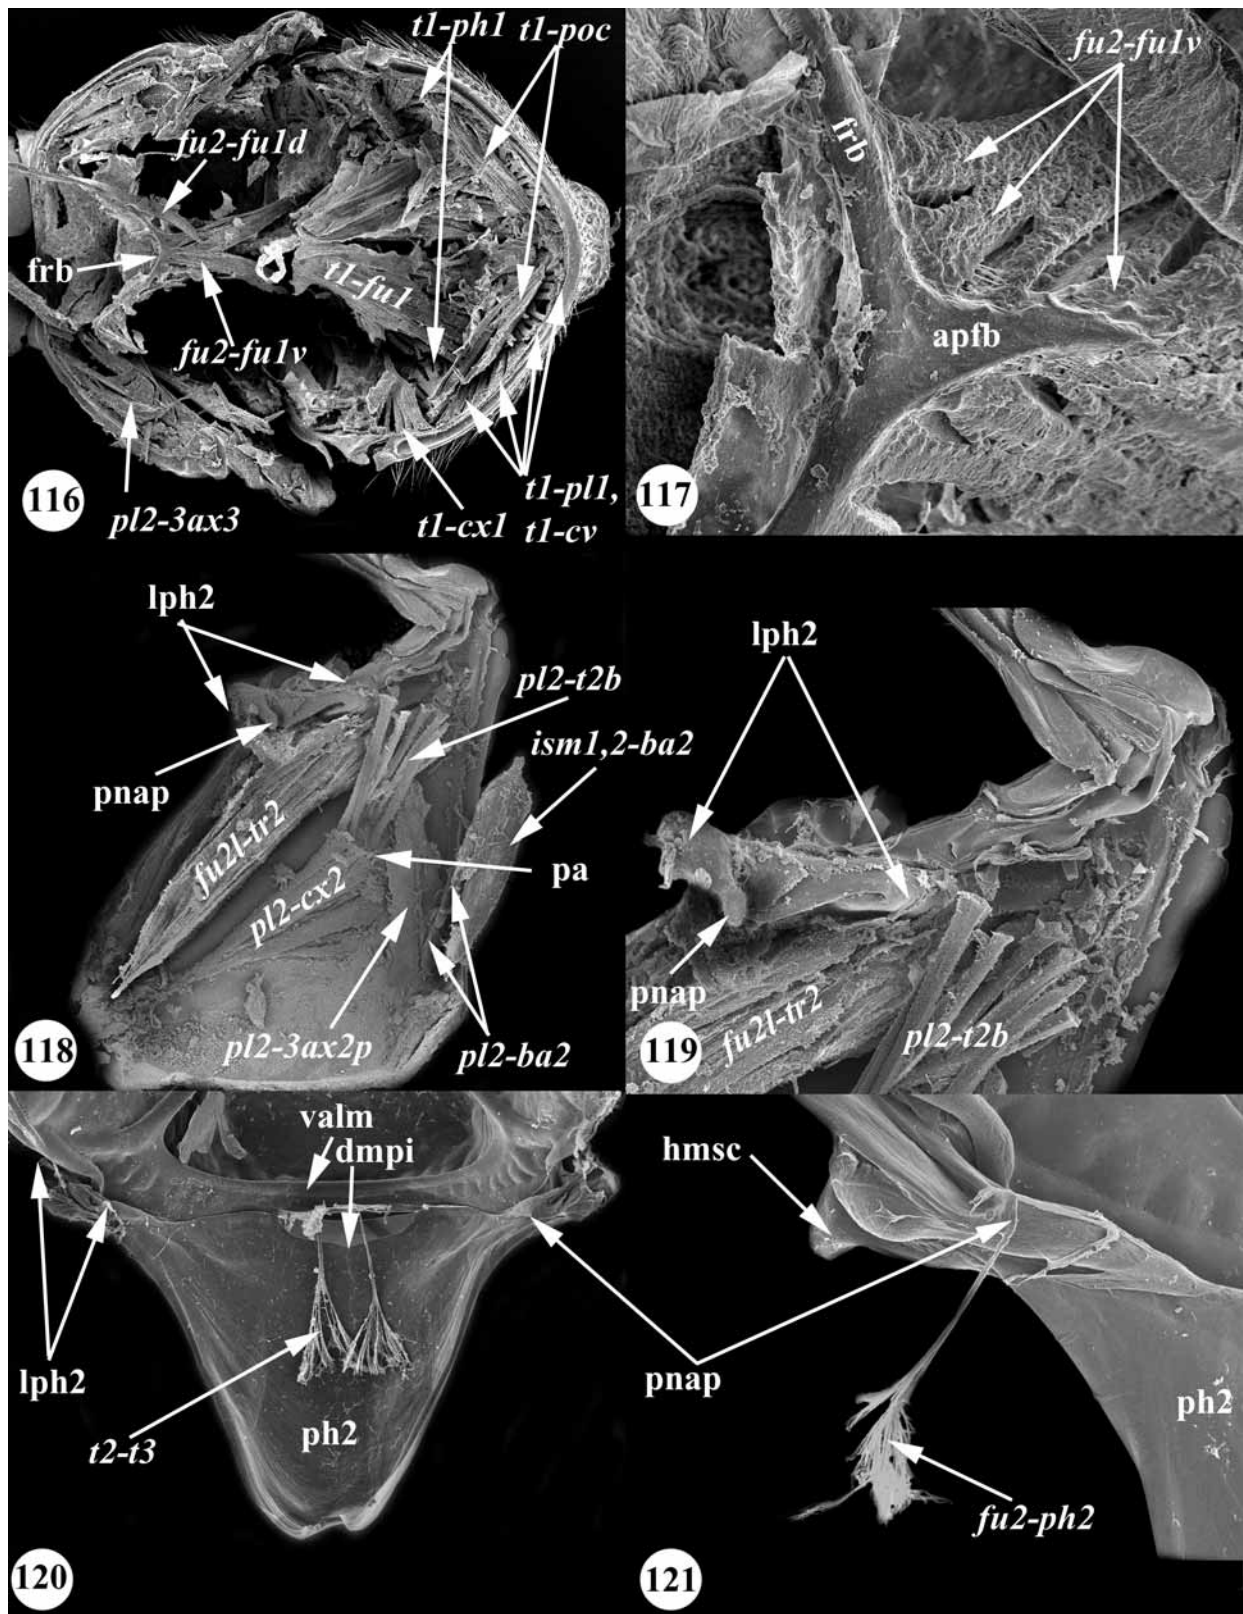 t1-ph1 t1-poc
fu2-fu1d
frb
t1-fu1
fu2-fu1v
116
pl2-3ax3
t1-cx1
t1-pl1,
t1-cv
fu2-fu1v
frb
apfb
117
lph2
pl2-t2b
ism1,2-ba2
pnap
fu2l-tr2
pa
pl2-cx2
118
pl2-3ax2p
pl2-ba2
lph2
pnap
fu2l-tr2
pl2-t2b
119
valm
dmpi
lph2
t2-t3
ph2
120
hmsc
pnap
ph2
fu2-ph2
121